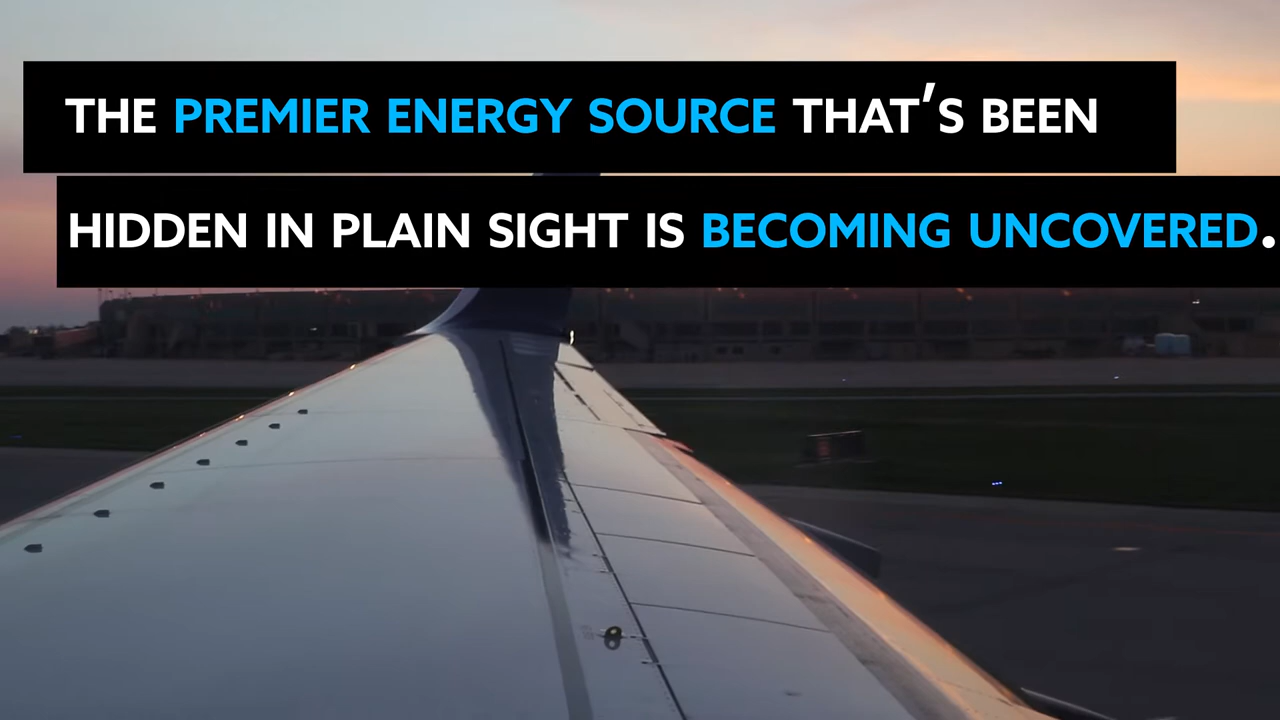 THE PREMIER ENERGY SOURCE THAT'S BEEN
HIDDEN IN PLAIN SIGHT IS BECOMING UNCOVERED.